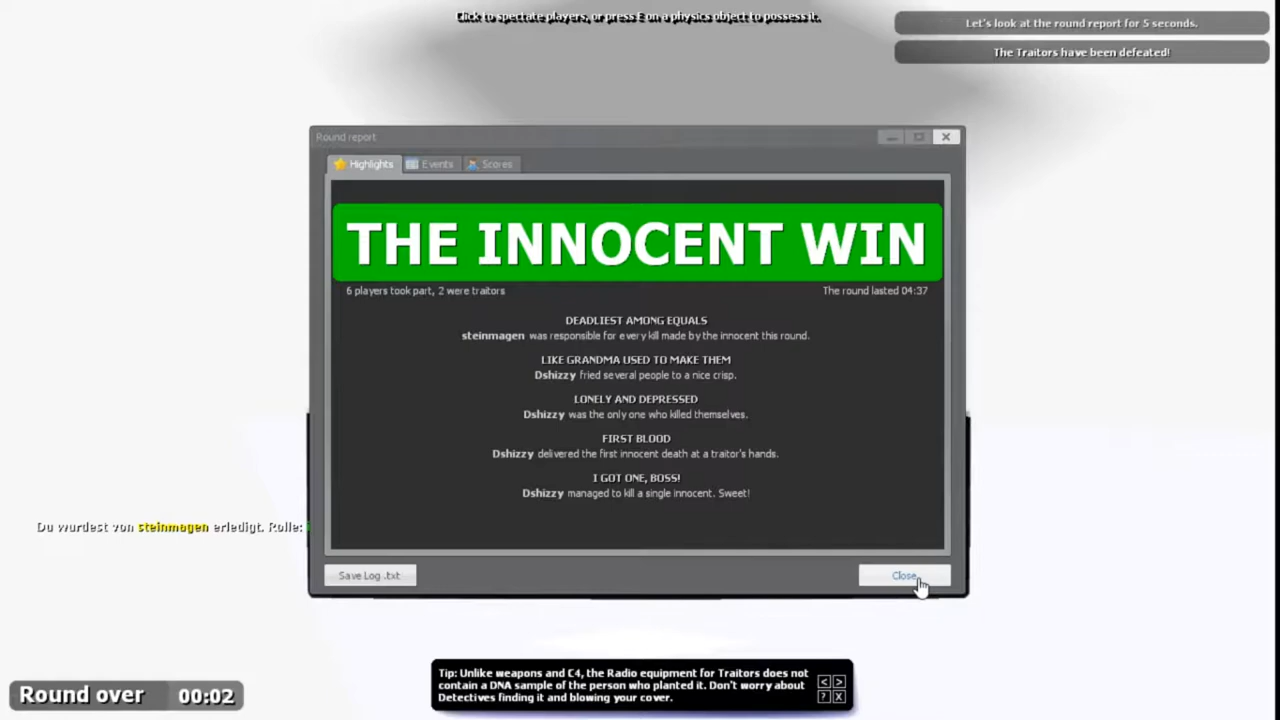 Click to spectate players, or press E on a physics object to possess it.
Let's look at the round report for 5 seconds.
The Traitors have been defeated!
Round report
Highlights
Events
Scores
THE INNOCENT WIN
6 players took part, 2 were traitors
The round lasted 04:37
DEADLIEST AMONG EQUALS
steinmagen was responsible for every kill made by the innocent this round.
LIKE GRANDMA USED TO MAKE THEM
Dshizzy fried several people to a nice crisp.
LONELY AND DEPRESSED
Dshizzy was the only one who killed themselves.
FIRST BLOOD
Dshizzy delivered the first innocent death at a traitor's hands.
I GOT ONE, BOSS!
Dshizzy managed to kill a single innocent. Sweet!
Du wurdest von steinmagen erledigt. Rolle:
Save Log .txt
Close
Tip: Unlike weapons and C4, the Radio equipment for Traitors does not
contain a DNA sample of the person who planted it. Don't worry about
Detectives finding it and blowing your cover.
< >
? X
Round over 00:02